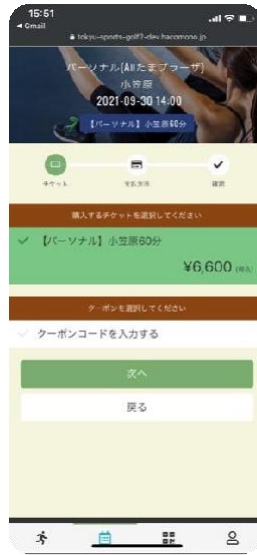 15:51
◀ Gmail
tokyu-sports-golf7-dev.hacomono.jp
パーソナル(Aiiたまプラーザ)
小笠原
2021-09-30 14:00
【パーソナル】小笠原60分
チケット
支払方法
確認
購入するチケットを選択してください
【パーソナル】小笠原60分
¥6,600 (税込)
クーポンを選択してください
クーポンコードを入力する
次へ
戻る